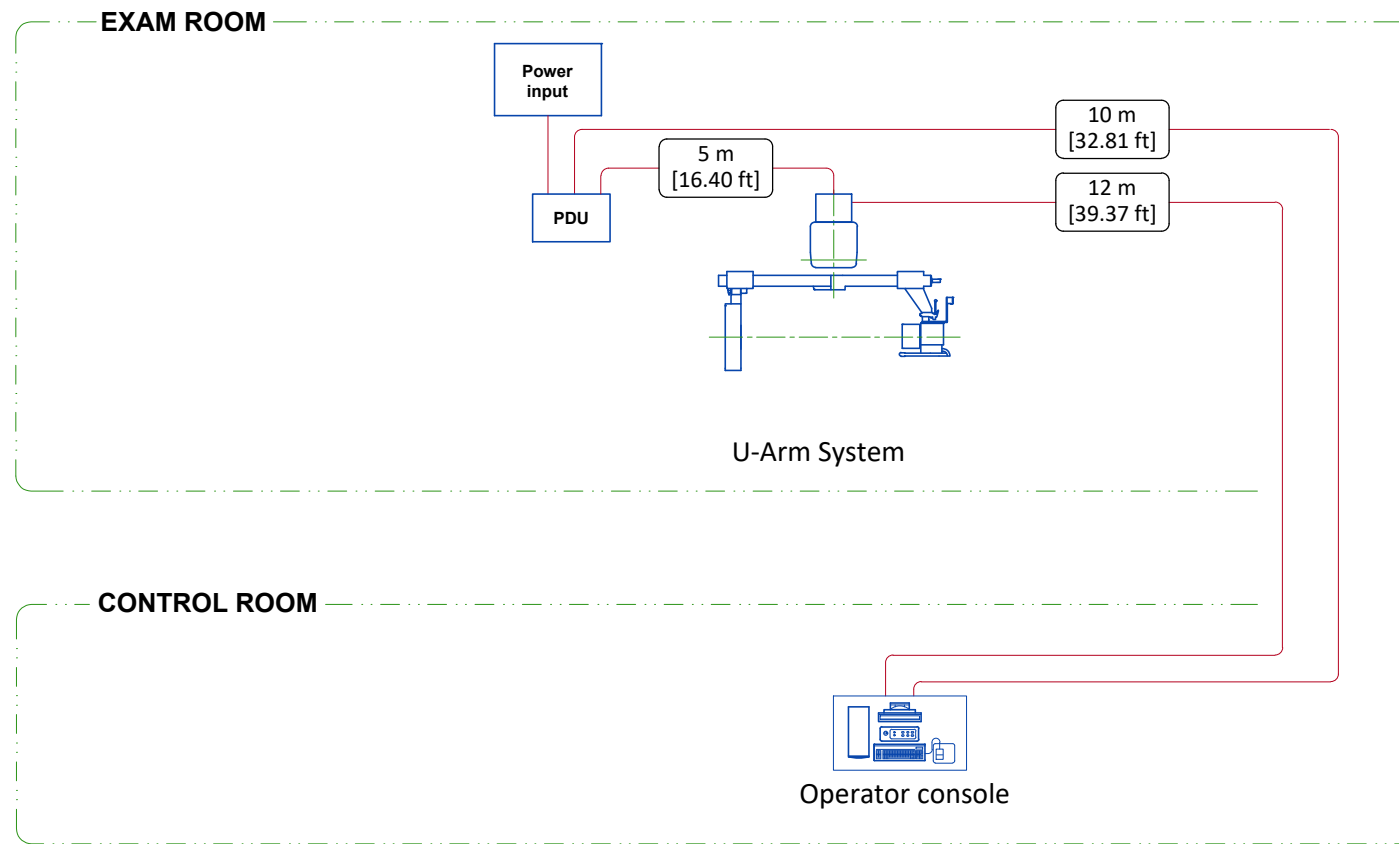 EXAM ROOM
Power
input
10 m
[32.81 ft]
5 m
[16.40 ft]
12 m
[39.37 ft]
PDU
U-Arm System
CONTROL ROOM
Operator console